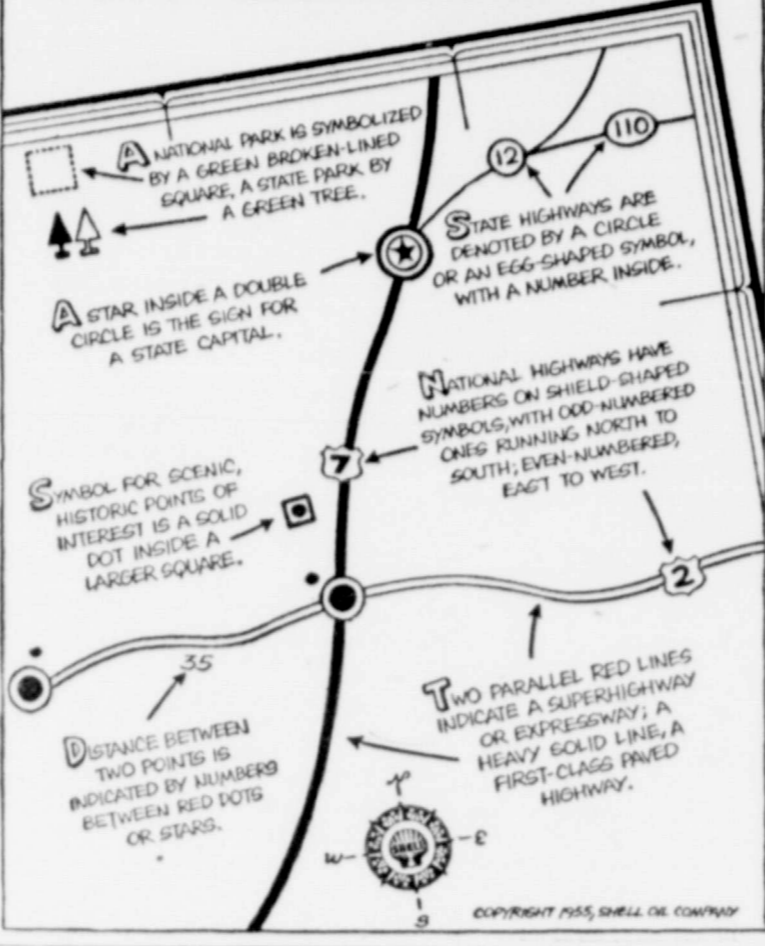 A NATIONAL PARK IS SYMBOLIZED
BY A GREEN BROKEN-LINED
SQUARE, A STATE PARK BY
A GREEN TREE.
12
110
STATE HIGHWAYS ARE
DENOTED BY A CIRCLE
OR AN EGG-SHAPED SYMBOL,
WITH A NUMBER INSIDE.
A STAR INSIDE A DOUBLE
CIRCLE IS THE SIGN FOR
A STATE CAPITAL.
NATIONAL HIGHWAYS HAVE
NUMBERS ON SHIELD-SHAPED
SYMBOLS, WITH ODD-NUMBERED
ONES RUNNING NORTH TO
SOUTH; EVEN-NUMBERED,
EAST TO WEST.
7
SYMBOL FOR SCENIC,
HISTORIC POINTS OF
INTEREST IS A SOLID
DOT INSIDE A
LARGER SQUARE.
2
35
TWO PARALLEL RED LINES
INDICATE A SUPERHIGHWAY
OR EXPRESSWAY; A
HEAVY SOLID LINE, A
FIRST-CLASS PAVED
HIGHWAY.
DISTANCE BETWEEN
TWO POINTS IS
INDICATED BY NUMBERS
BETWEEN RED DOTS
OR STARS.
N
W
SHELL
E
S
COPYRIGHT 1955, SHELL OIL COMPANY